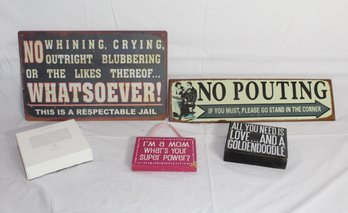 NO WHINING, CRYING,
OUTRIGHT BLUBBERING
OR THE LIKES THEREOF...
WHATSOEVER!
THIS IS A RESPECTABLE JAIL
NO POUTING
IF YOU MUST, PLEASE GO STAND IN THE CORNER
I'M A MOM
WHAT'S YOUR
SUPER POWER?
ALL YOU NEED IS
LOVE...AND A
GOLDENDOODLE